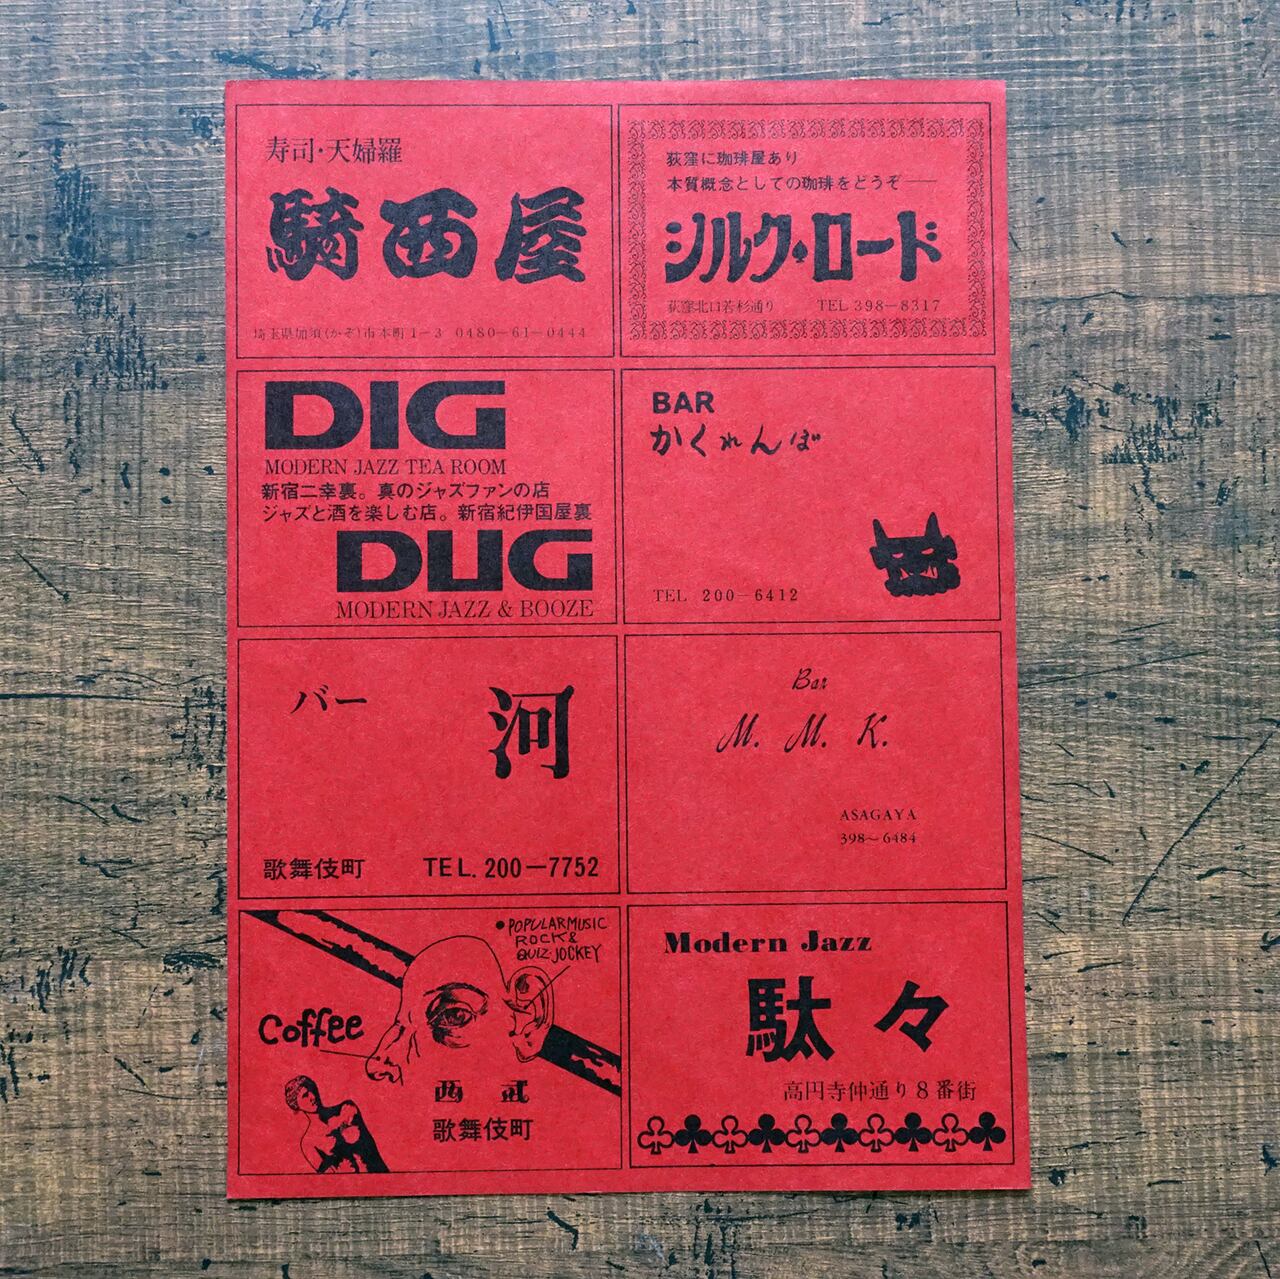 寿司・天婦羅
騎西屋
埼玉県加須(かぞ)市本町1-3 0480-61-0444
荻窪に珈琲屋あり
本質概念としての珈琲をどうぞ――
シルク・ロード
荻窪北口若杉通り TEL 398-8317
DIG
MODERN JAZZ TEA ROOM
新宿二幸裏。真のジャズファンの店
ジャズと酒を楽しむ店。新宿紀伊国屋裏
DUG
MODERN JAZZ & BOOZE
BAR
かくれんぼ
TEL 200-6412
バー 河
歌舞伎町 TEL. 200-7752
Bar
M. M. K.
ASAGAYA
398~6484
●POPULAR MUSIC
ROCK &
QUIZ・JOCKEY
Coffee
西武
歌舞伎町
Modern Jazz
駄々
高円寺仲通り8番街